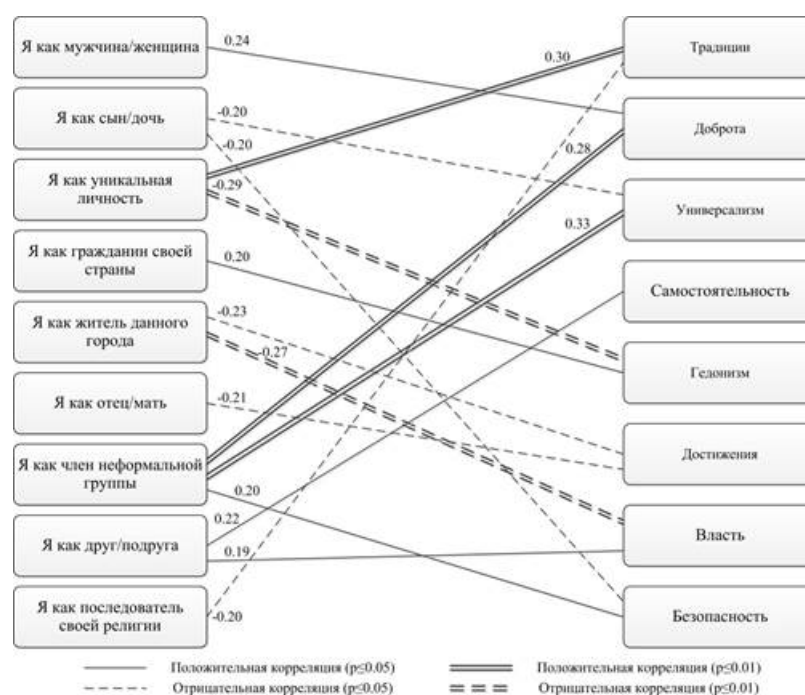 Я как мужчина/женщина
0.24
0.30
Традиции
Я как сын/дочь
-0.20
-0.20
0.28
Доброта
Я как уникальная
личность
-0.29
0.33
Универсализм
Я как гражданин своей
страны
0.20
Самостоятельность
Я как житель данного
города
-0.23
-0.27
Гедонизм
Я как отец/мать
-0.21
Достижения
Я как член неформальной
группы
0.20
Власть
Я как друг/подруга
0.22
0.19
Я как последователь
своей религии
-0.20
Безопасность
Положительная корреляция (p≤0.05)
Положительная корреляция (p≤0.01)
Отрицательная корреляция (p≤0.05)
Отрицательная корреляция (p≤0.01)